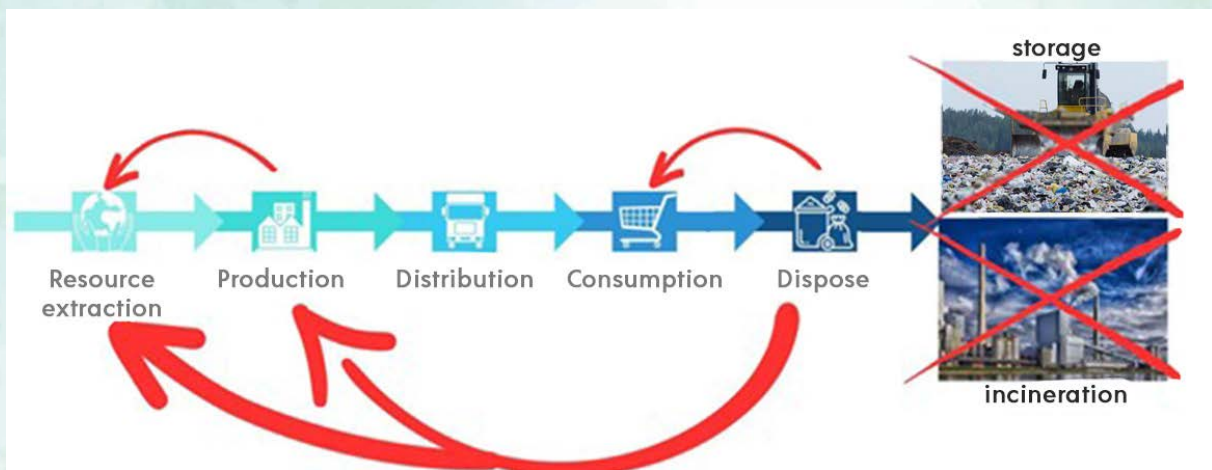 storage
Resource
extraction
Production
Distribution
Consumption
Dispose
incineration